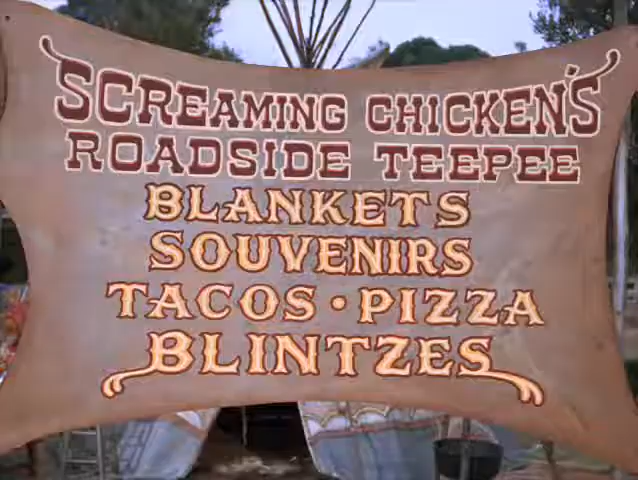 SCREAMING CHICKEN'S
ROADSIDE TEEPEE
BLANKETS
SOUVENIRS
TACOS • PIZZA
BLINTZES